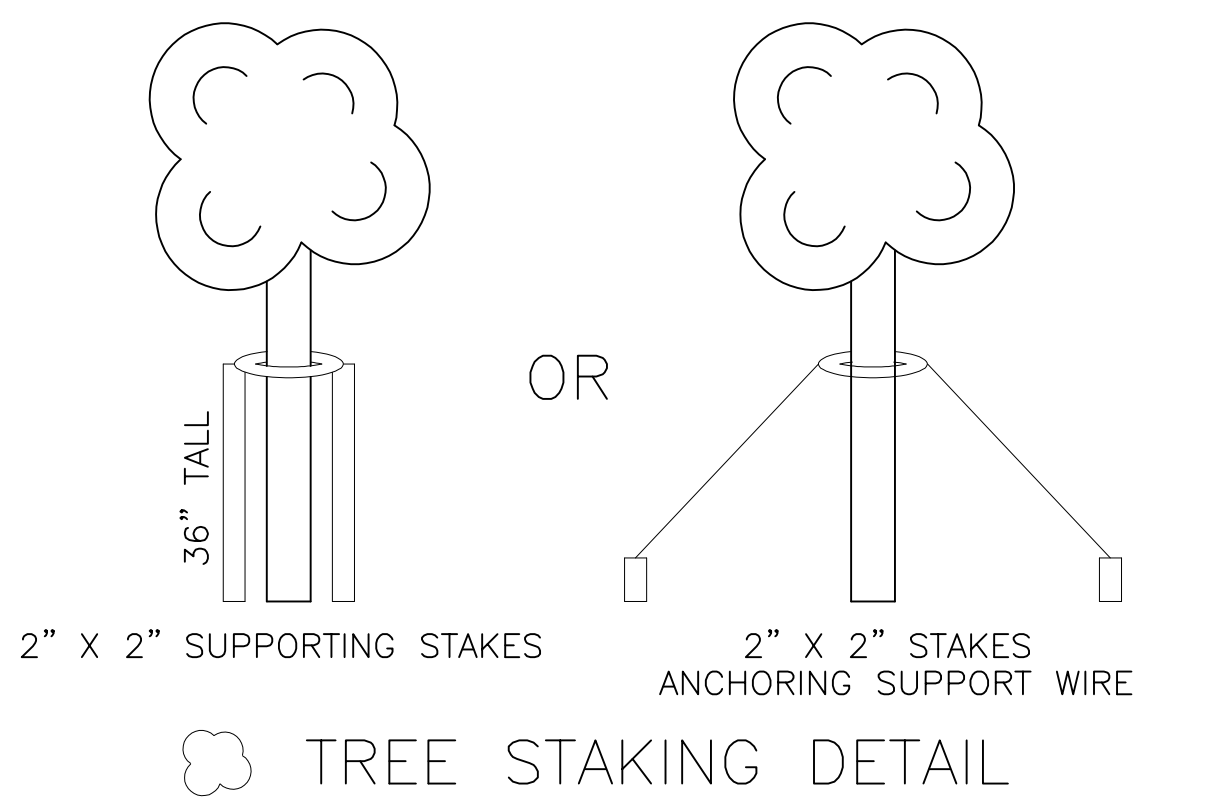 OR
36” TALL
2” X 2” SUPPORTING STAKES
2” X 2” STAKES
ANCHORING SUPPORT WIRE
TREE STAKING DETAIL